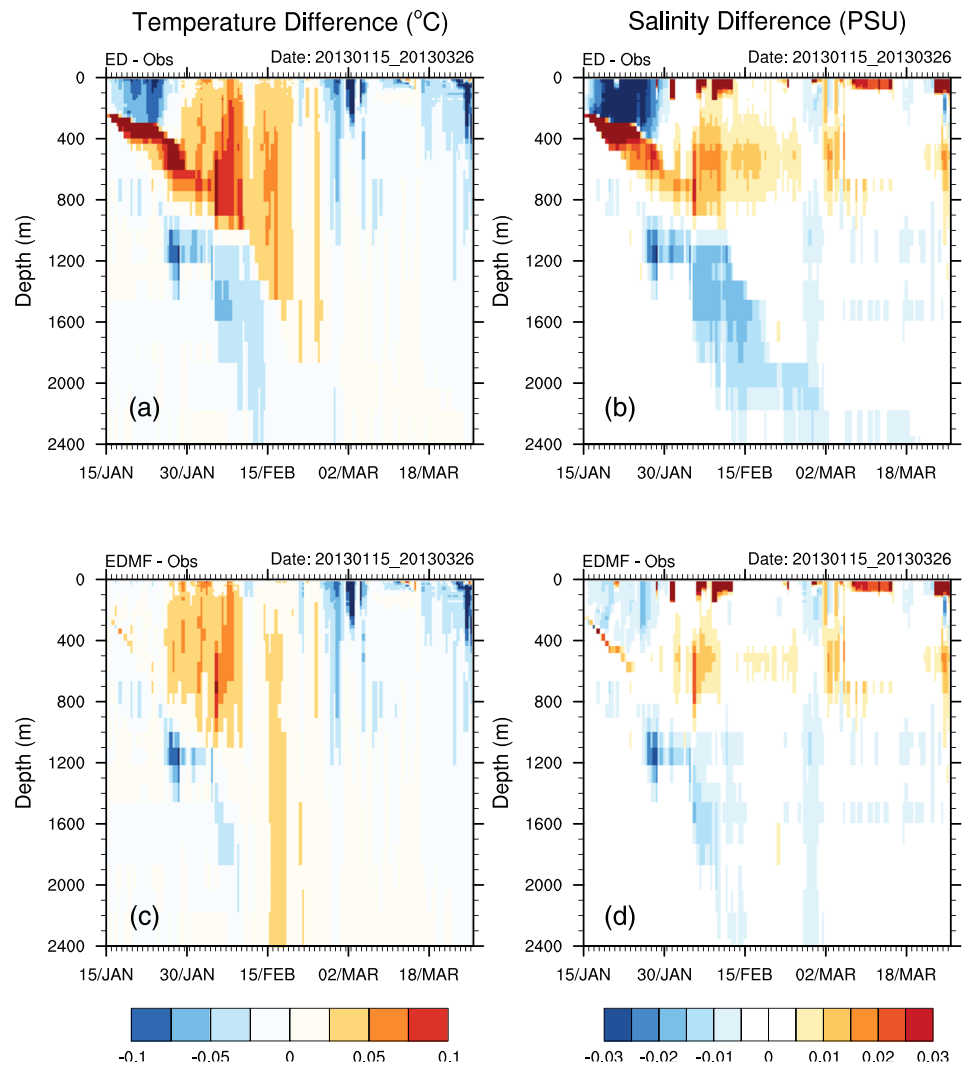 Temperature Difference (°C) Salinity Difference (PSU)
ED - Obs Date: 20130115_20130326 ED - Obs Date: 20130115_20130326
0 0
400 400
800 800
1200 1200
1600 1600
2000 2000
2400 2400
Depth (m) Depth (m)
(a) (b)
15/JAN 30/JAN 15/FEB 02/MAR 18/MAR 15/JAN 30/JAN 15/FEB 02/MAR 18/MAR
EDMF - Obs Date: 20130115_20130326 EDMF - Obs Date: 20130115_20130326
0 0
400 400
800 800
1200 1200
1600 1600
2000 2000
2400 2400
Depth (m) Depth (m)
(c) (d)
15/JAN 30/JAN 15/FEB 02/MAR 18/MAR 15/JAN 30/JAN 15/FEB 02/MAR 18/MAR
-0.1 -0.05 0 0.05 0.1 -0.03 -0.02 -0.01 0 0.01 0.02 0.03